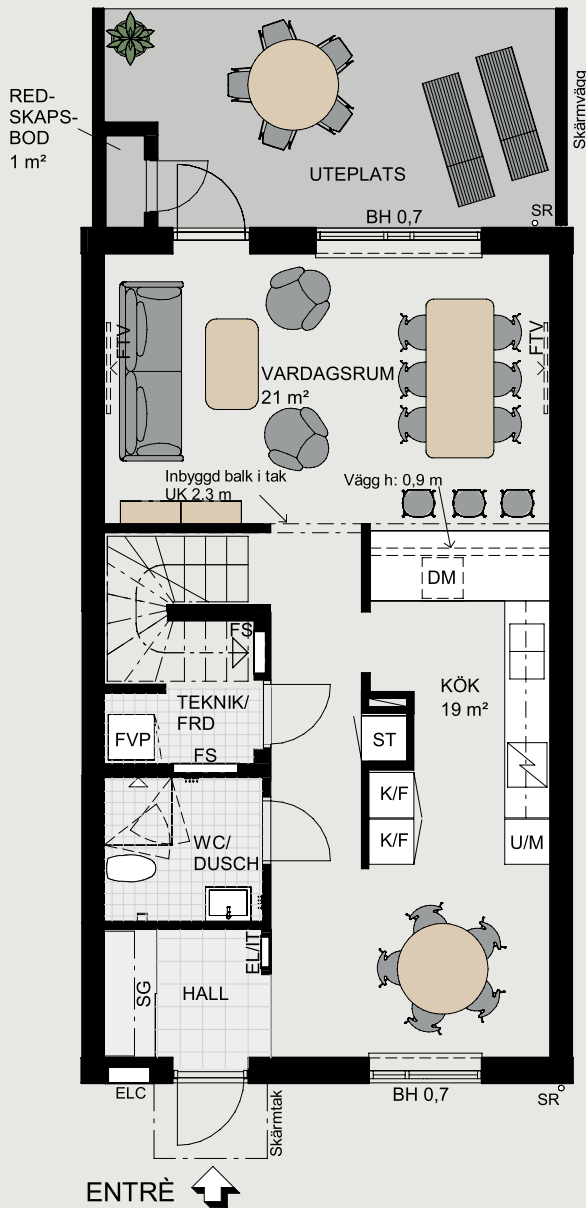 RED-
SKAPS-
BOD
1 m²
Skärmvägg
UTEPLATS
BH 0,7
SR
FTV
FTV
VARDAGSRUM
21 m²
Inbyggd balk i tak
UK 2.3 m
Vägg h: 0,9 m
DM
FS
KÖK
19 m²
TEKNIK/
FRD
FVP
FS
ST
K/F
K/F
U/M
WC/
DUSCH
EL/IT
SG
HALL
ELC
Skärmtak
BH 0,7
SR
ENTRÈ